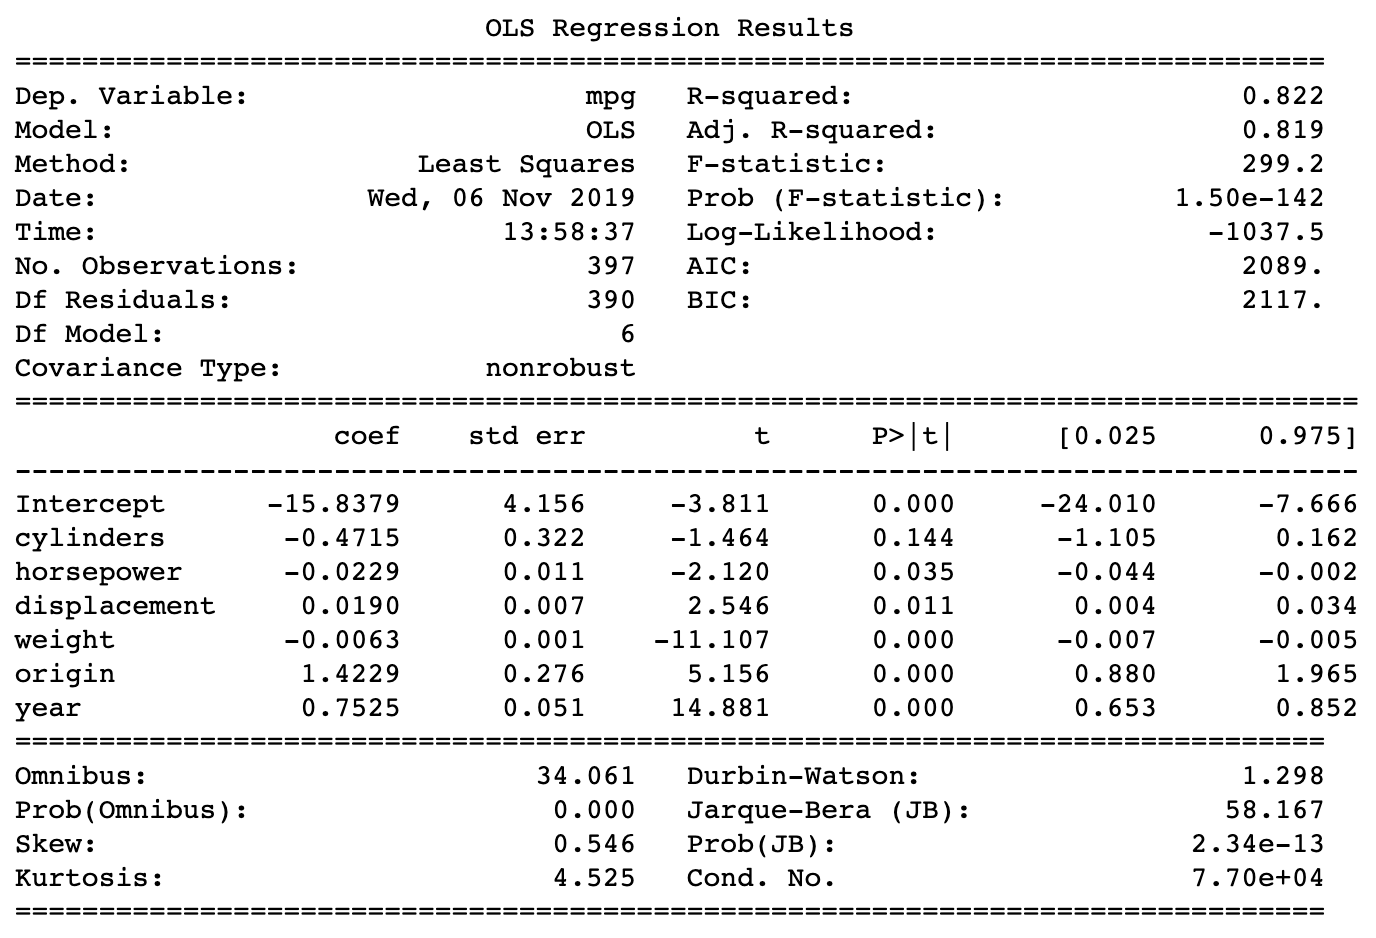 OLS Regression Results
==============================================================================
Dep. Variable:                    mpg   R-squared:                       0.822
Model:                            OLS   Adj. R-squared:                  0.819
Method:                 Least Squares   F-statistic:                     299.2
Date:                Wed, 06 Nov 2019   Prob (F-statistic):          1.50e-142
Time:                        13:58:37   Log-Likelihood:                -1037.5
No. Observations:                 397   AIC:                             2089.
Df Residuals:                     390   BIC:                             2117.
Df Model:                           6
Covariance Type:            nonrobust
================================================================================
                   coef    std err          t      P>|t|      [0.025      0.975]
--------------------------------------------------------------------------------
Intercept      -15.8379      4.156     -3.811      0.000     -24.010      -7.666
cylinders       -0.4715      0.322     -1.464      0.144      -1.105       0.162
horsepower      -0.0229      0.011     -2.120      0.035      -0.044      -0.002
displacement     0.0190      0.007      2.546      0.011       0.004       0.034
weight          -0.0063      0.001    -11.107      0.000      -0.007      -0.005
origin           1.4229      0.276      5.156      0.000       0.880       1.965
year             0.7525      0.051     14.881      0.000       0.653       0.852
==============================================================================
Omnibus:                       34.061   Durbin-Watson:                   1.298
Prob(Omnibus):                  0.000   Jarque-Bera (JB):               58.167
Skew:                           0.546   Prob(JB):                     2.34e-13
Kurtosis:                       4.525   Cond. No.                     7.70e+04
==============================================================================